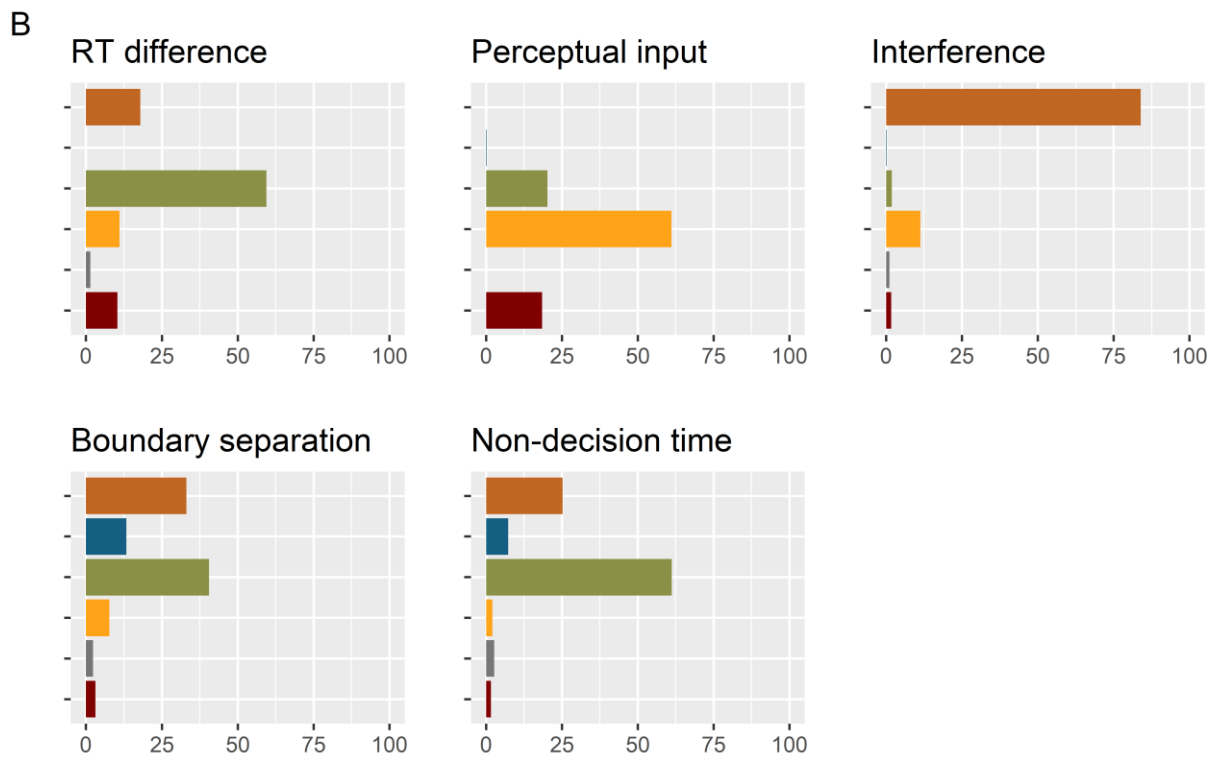 B
RT difference
Perceptual input
Interference
0 25 50 75 100
0 25 50 75 100
0 25 50 75 100
Boundary separation
Non-decision time
0 25 50 75 100
0 25 50 75 100